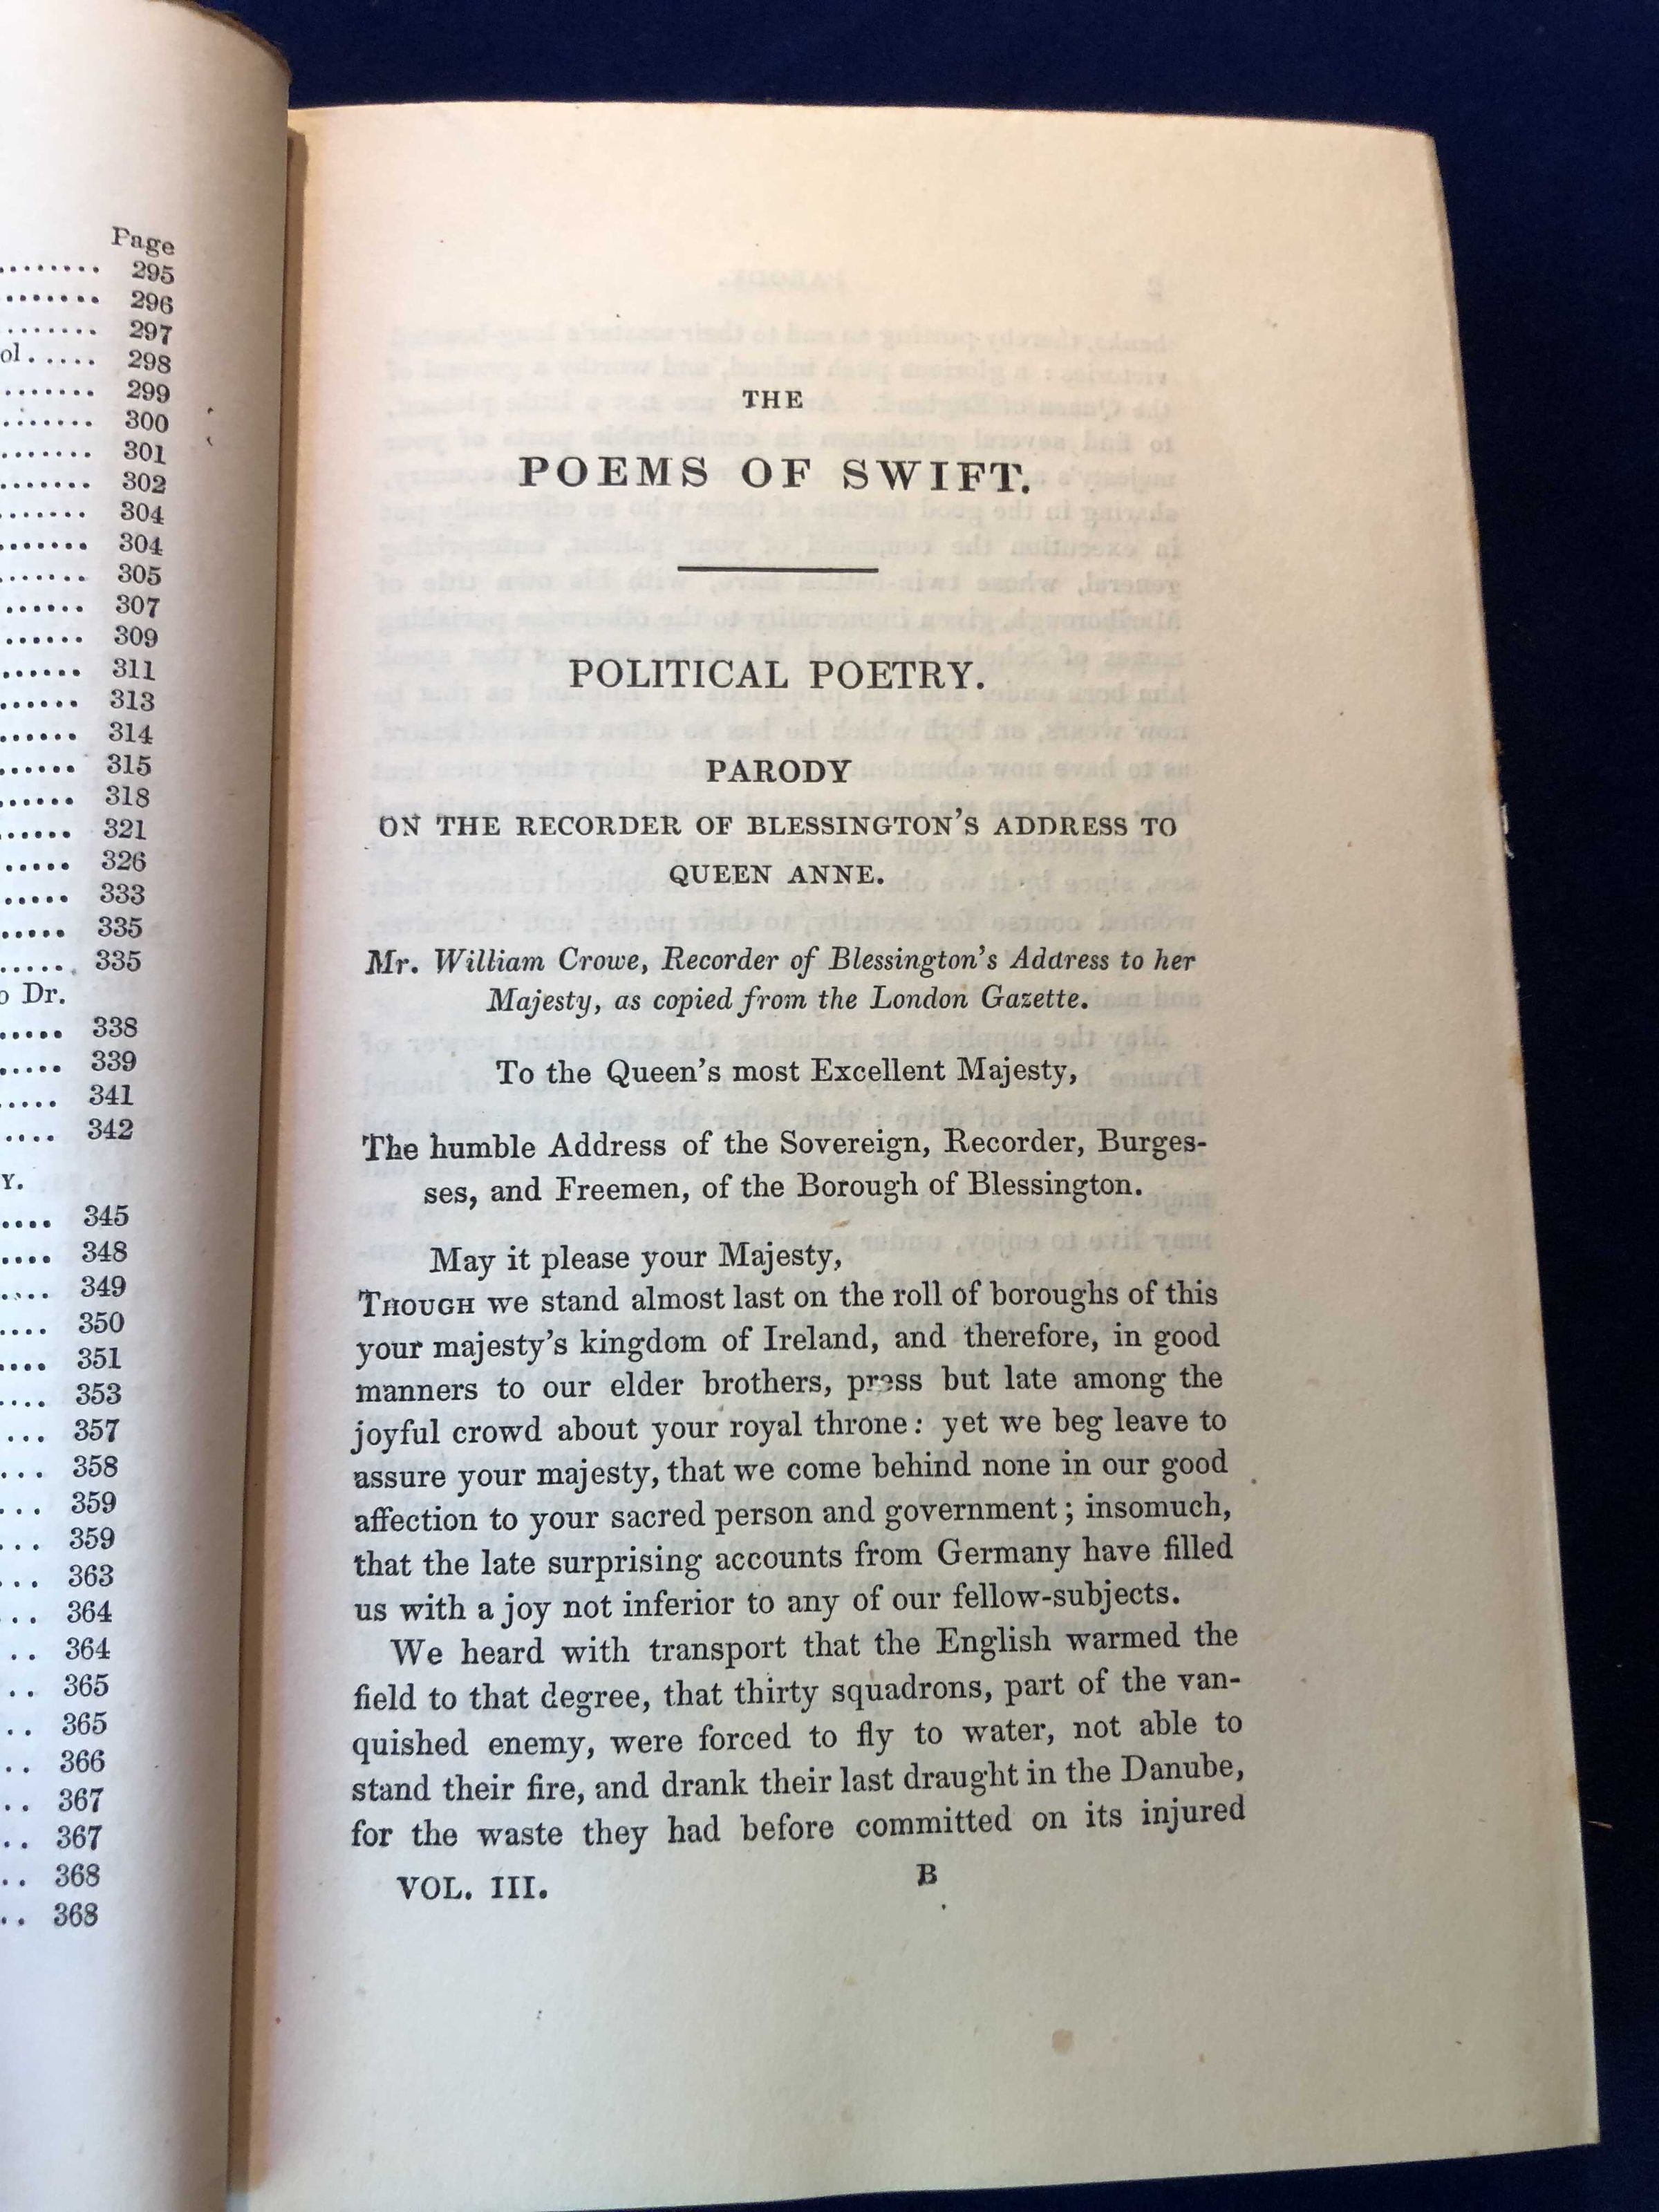 Page
295
296
297
ol ..... 298
299
300
301
302
304
304
305
307
309
311
313
314
315
318
321
326
333
335
335
o Dr.
338
339
341
342
Y.
345
348
349
350
351
353
357
358
359
359
363
364
364
365
365
366
367
367
368
368
THE
POEMS OF SWIFT.
POLITICAL POETRY.
PARODY
ON THE RECORDER OF BLESSINGTON'S ADDRESS TO
QUEEN ANNE.
Mr. William Crowe, Recorder of Blessington's Address to her
Majesty, as copied from the London Gazette.
To the Queen's most Excellent Majesty,
The humble Address of the Sovereign, Recorder, Burges-
ses, and Freemen, of the Borough of Blessington.
May it please your Majesty,
THOUGH we stand almost last on the roll of boroughs of this
your majesty's kingdom of Ireland, and therefore, in good
manners to our elder brothers, press but late among the
joyful crowd about your royal throne: yet we beg leave to
assure your majesty, that we come behind none in our good
affection to your sacred person and government; insomuch,
that the late surprising accounts from Germany have filled
us with a joy not inferior to any of our fellow-subjects.
We heard with transport that the English warmed the
field to that degree, that thirty squadrons, part of the van-
quished enemy, were forced to fly to water, not able to
stand their fire, and drank their last draught in the Danube,
for the waste they had before committed on its injured
VOL. III. B